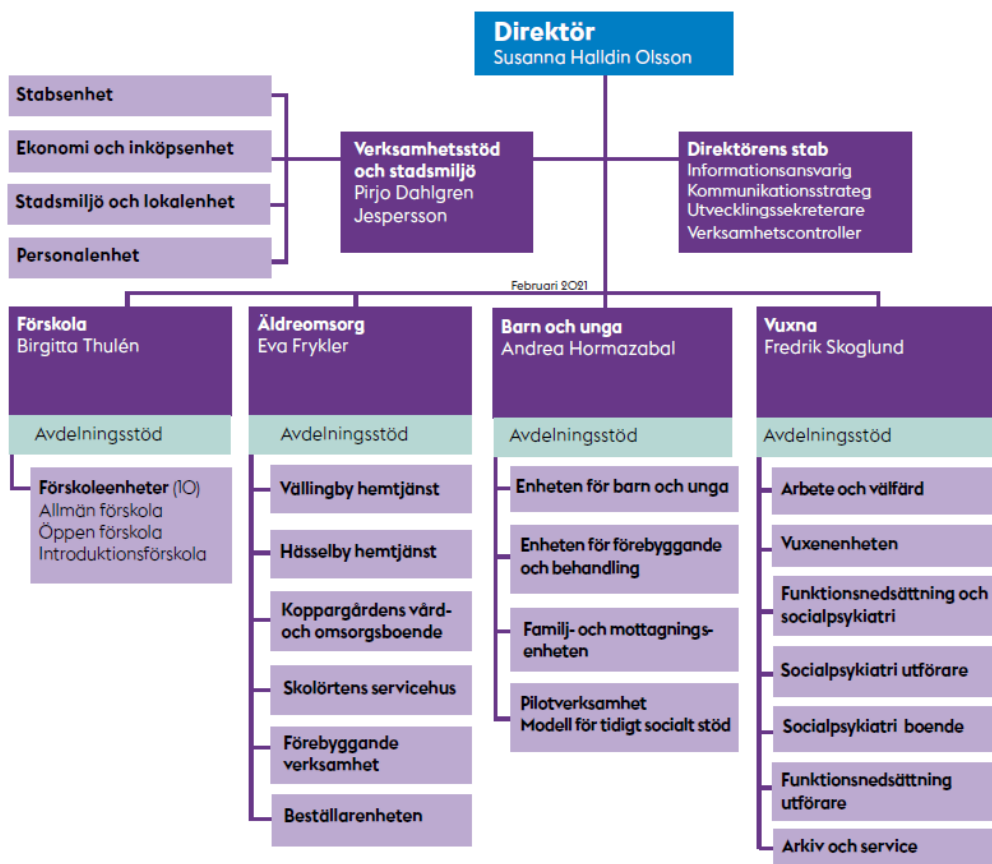 Direktör
Susanna Halldin Olsson
Stabsenhet
Ekonomi och inköpsenhet
Stadsmiljö och lokalenhet
Personalenhet
Verksamhetsstöd
och stadsmiljö
Pirjo Dahlgren
Jespersson
Direktörens stab
Informationsansvarig
Kommunikationsstrateg
Utvecklingssekreterare
Verksamhetscontroller
Februari 2021
Förskola
Birgitta Thulén
Avdelningsstöd
Förskoleenheter (10)
Allmän förskola
Öppen förskola
Introduktionsförskola
Äldreomsorg
Eva Frykler
Avdelningsstöd
Vällingby hemtjänst
Hässelby hemtjänst
Koppargårdens vård-
och omsorgsboende
Skolörtens servicehus
Förebyggande
verksamhet
Beställarenheten
Barn och unga
Andrea Hormazabal
Avdelningsstöd
Enheten för barn och unga
Enheten för förebyggande
och behandling
Familj- och mottagnings-
enheten
Pilotverksamhet
Modell för tidigt socialt stöd
Vuxna
Fredrik Skoglund
Avdelningsstöd
Arbete och välfärd
Vuxenenheten
Funktionsnedsättning och
socialpsykiatri
Socialpsykiatri utförare
Socialpsykiatri boende
Funktionsnedsättning
utförare
Arkiv och service